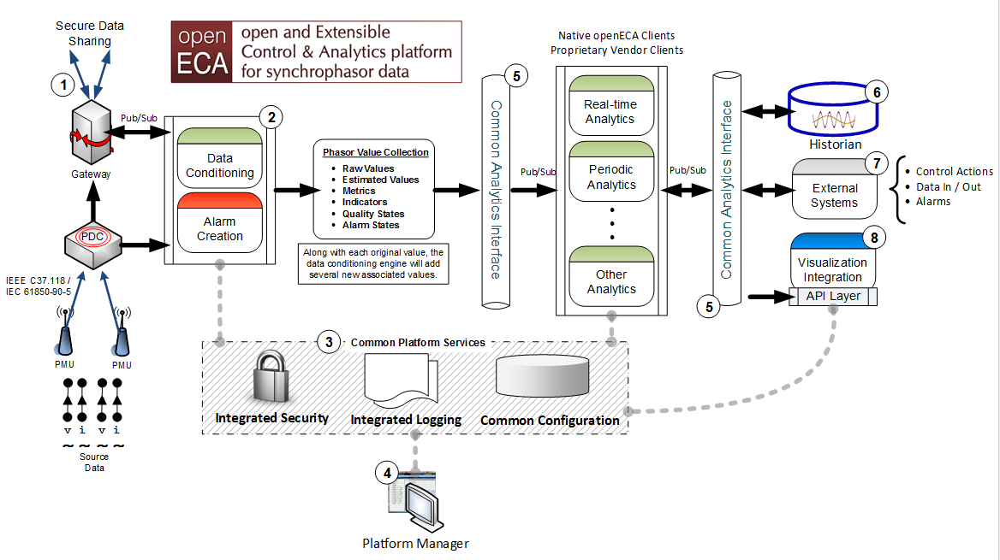 Secure Data
Sharing
open
ECA
open and Extensible
Control & Analytics platform
for synchrophasor data
1
Pub/Sub
Gateway
PDC
IEEE C37.118 /
IEC 61850-90-5
PMU
PMU
v i v i
~ ~ ~ ~
Source
Data
2
Data
Conditioning
Alarm
Creation
Phasor Value Collection
• Raw Values
• Estimated Values
• Metrics
• Indicators
• Quality States
• Alarm States
Along with each original value, the
data conditioning engine will add
several new associated values.
5
Common Analytics Interface
Pub/Sub
Native openECA Clients
Proprietary Vendor Clients
Real-time
Analytics
Periodic
Analytics
Other
Analytics
Pub/Sub
Common Analytics Interface
5
6
Historian
7
External
Systems
• Control Actions
• Data In / Out
• Alarms
8
Visualization
Integration
API Layer
3
Common Platform Services
Integrated Security
Integrated Logging
Common Configuration
4
Platform Manager